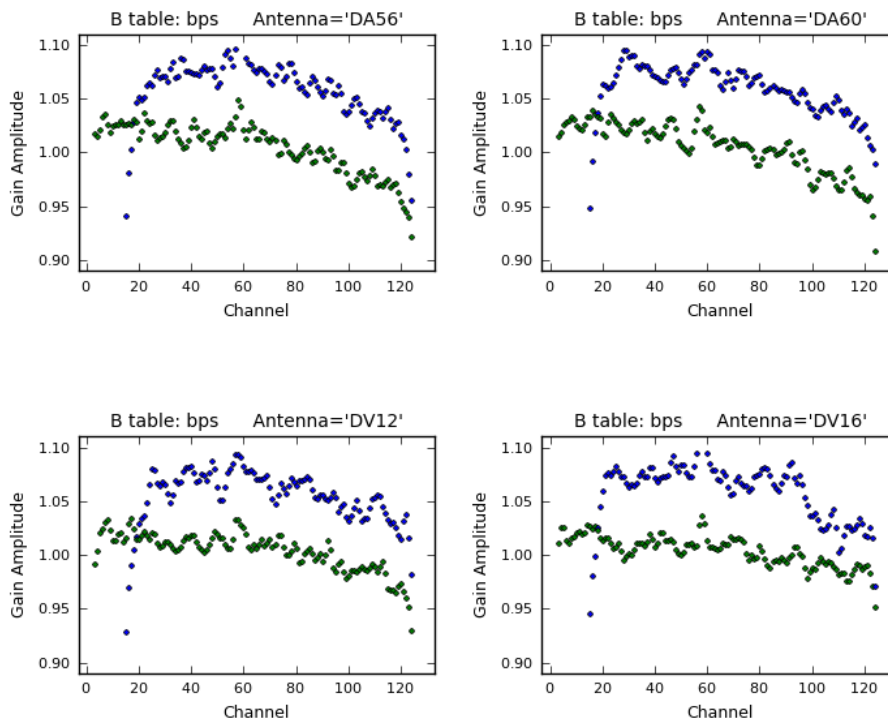 B table: bps Antenna='DA56'
1.10
1.05
1.00
0.95
0.90
Gain Amplitude
0 20 40 60 80 100 120
Channel
B table: bps Antenna='DA60'
1.10
1.05
1.00
0.95
0.90
Gain Amplitude
0 20 40 60 80 100 120
Channel
B table: bps Antenna='DV12'
1.10
1.05
1.00
0.95
0.90
Gain Amplitude
0 20 40 60 80 100 120
Channel
B table: bps Antenna='DV16'
1.10
1.05
1.00
0.95
0.90
Gain Amplitude
0 20 40 60 80 100 120
Channel